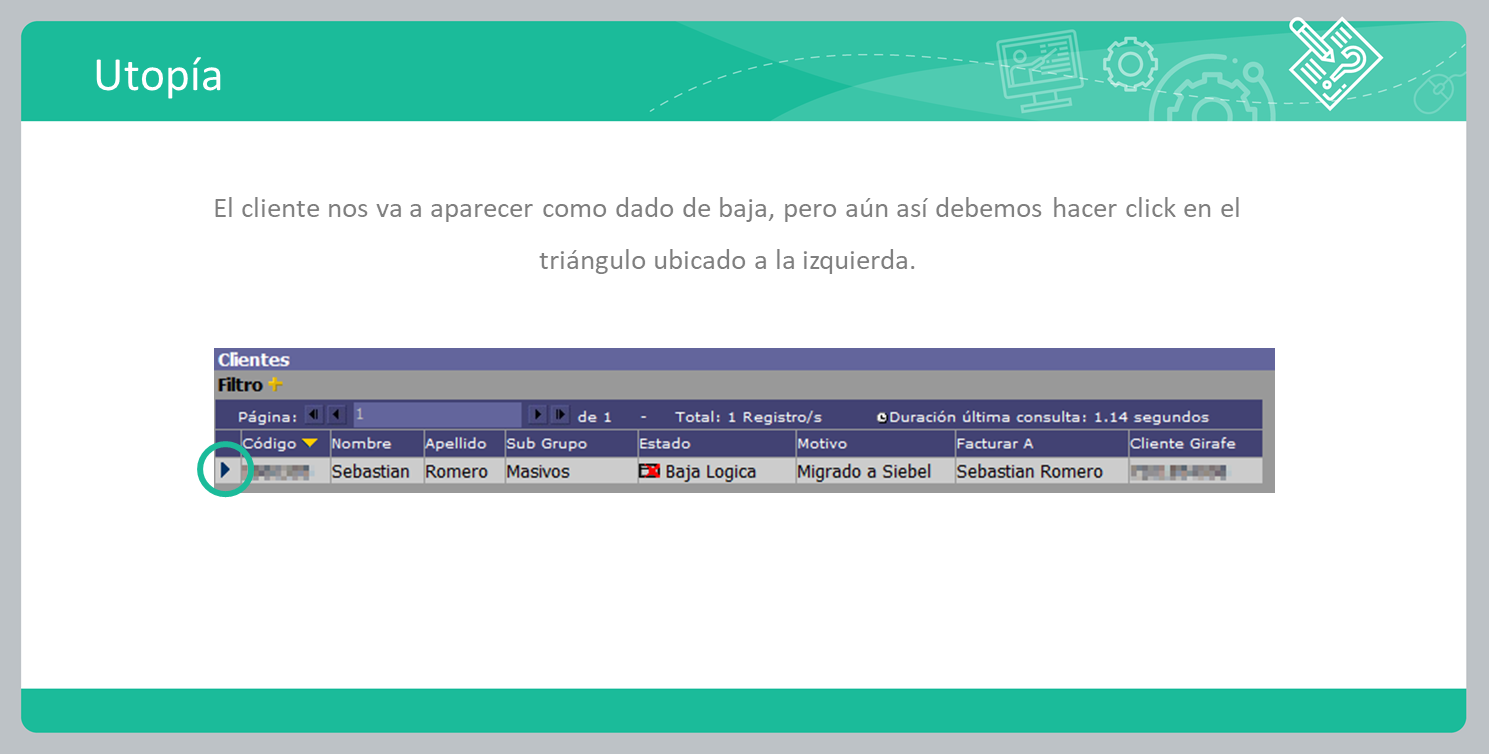 Utopía
El cliente nos va a aparecer como dado de baja, pero aún así debemos hacer click en el
triángulo ubicado a la izquierda.
Clientes
Filtro
Página: 1 de 1 - Total: 1 Registro/s Duración última consulta: 1.14 segundos
Código Nombre Apellido Sub Grupo Estado Motivo Facturar A Cliente Girafe
Sebastian Romero Masivos Baja Logica Migrado a Siebel Sebastian Romero